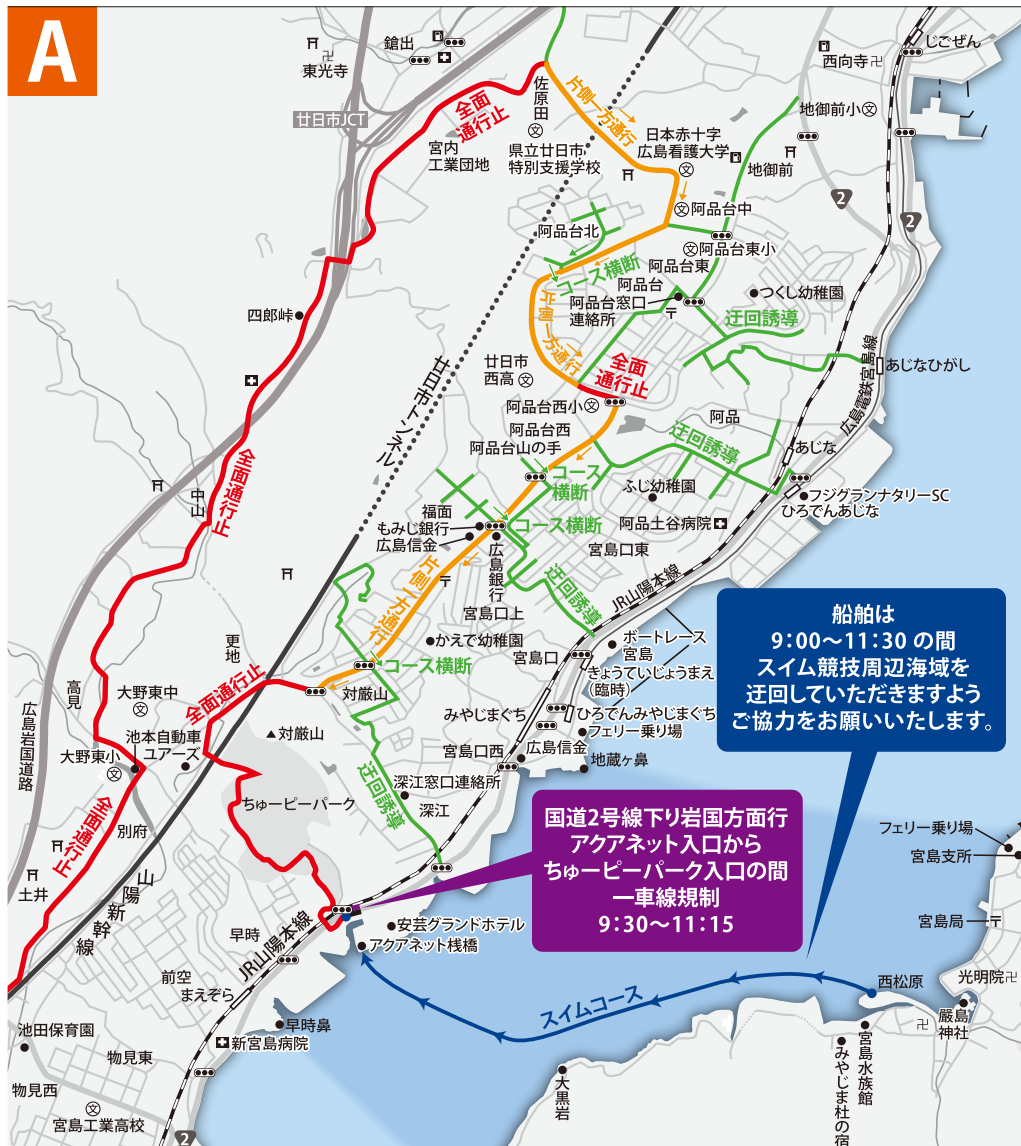 A
鎗出
東光寺
廿日市JCT
宮内
工業団地
全面
通行止
佐原田
県立廿日市
特別支援学校
片側一方通行
日本赤十字
広島看護大学
地御前
西向寺
じごぜん
地御前小
2
2
阿品台中
阿品台北
阿品台東小
コース横断
阿品台東
阿品台
阿品台窓口
連絡所
つくし幼稚園
迂回誘導
四郎峠
片側一方通行
廿日市トンネル
廿日市
西高
全面
通行止
あじなひがし
広島電鉄宮島線
阿品台西小
阿品
阿品台西
阿品台山の手
迂回誘導
あじな
全面通行止
中山
コース
横断
ふじ幼稚園
フジグランナタリーSC
ひろでんあじな
福面
もみじ銀行
広島信金
コース横断
阿品土谷病院
広島銀行
宮島口東
片側一方通行
迂回誘導
JR山陽本線
宮島口上
かえで幼稚園
宮島口
ボートレース
宮島
きょうていじょうまえ
(臨時)
更地
コース横断
全面通行止
対厳山
高見
大野東中
みやじまぐち
ひろでんみやじまぐち
フェリー乗り場
広島岩国道路
池本自動車
ユアーズ
対厳山
大野東小
宮島口西
広島信金
地蔵ヶ鼻
深江窓口連絡所
深江
迂回誘導
ちゅーピーパーク
全面通行止
別府
土井
山陽新幹線
船舶は
9:00〜11:30 の間
スイム競技周辺海域を
迂回していただきますよう
ご協力をお願いいたします。
国道2号線下り岩国方面行
アクアネット入口から
ちゅーピーパーク入口の間
一車線規制
9:30〜11:15
フェリー乗り場
宮島支所
宮島局
安芸グランドホテル
アクアネット桟橋
早時
JR山陽本線
前空
まえぞら
スイムコース
西松原
光明院
嚴島
神社
早時鼻
池田保育園
新宮島病院
物見東
物見西
宮島工業高校
2
大黒岩
みやじま杜の宿
宮島水族館